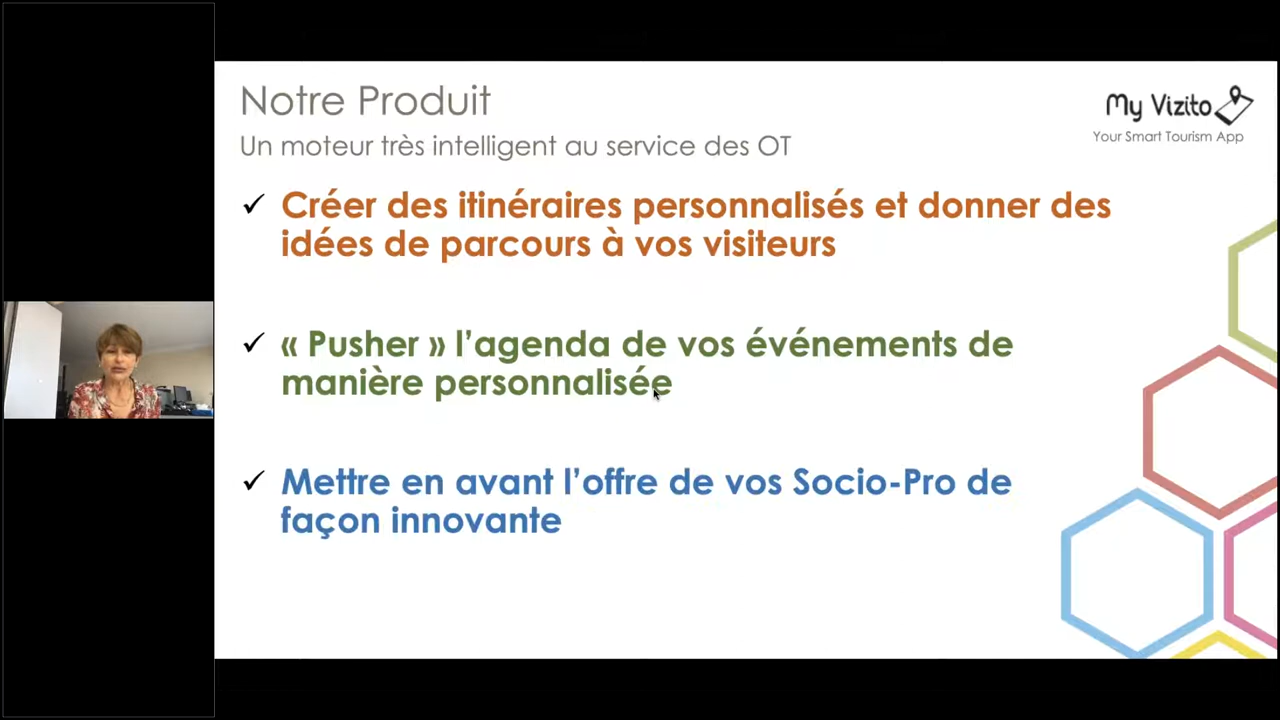 Notre Produit
Un moteur très intelligent au service des OT
My Vizito
Your Smart Tourism App
✓ Créer des itinéraires personnalisés et donner des
idées de parcours à vos visiteurs
✓ « Pusher » l’agenda de vos événements de
manière personnalisée
✓ Mettre en avant l’offre de vos Socio-Pro de
façon innovante